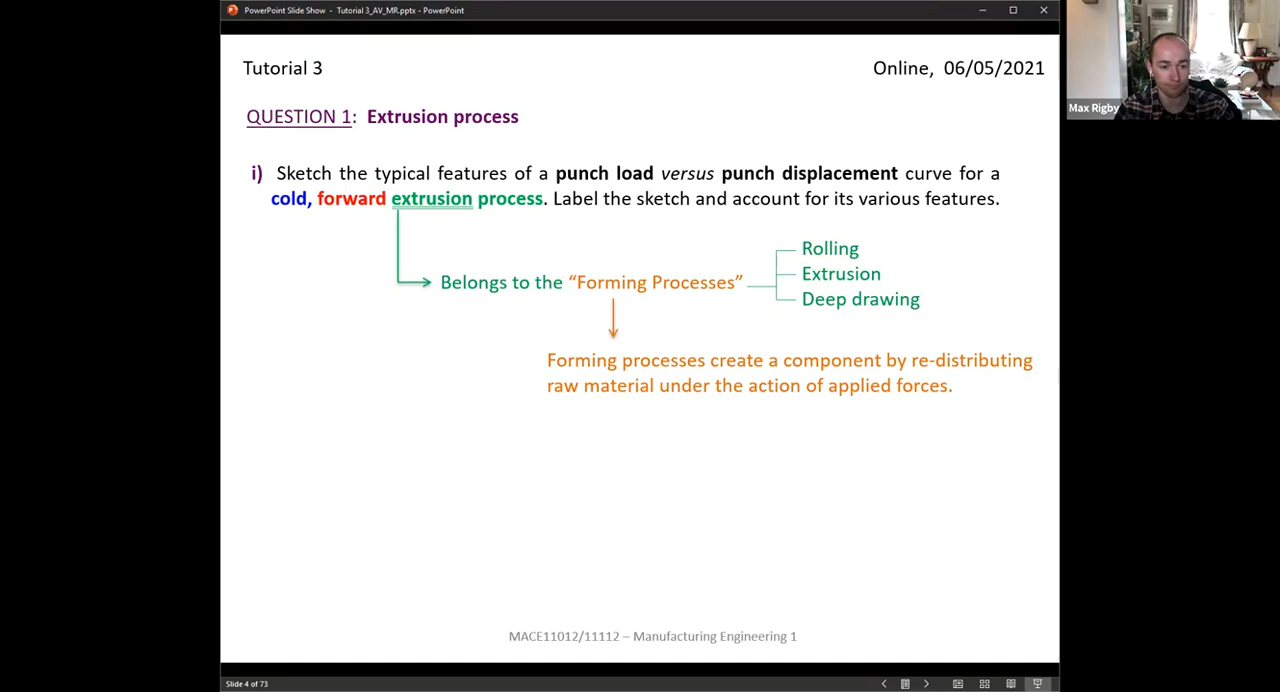 PowerPoint Slide Show - Tutorial 3_AV_MR.pptx - PowerPoint
Max Rigby
Tutorial 3
Online, 06/05/2021
QUESTION 1: Extrusion process
i) Sketch the typical features of a punch load versus punch displacement curve for a
cold, forward extrusion process. Label the sketch and account for its various features.
Belongs to the “Forming Processes”
Rolling
Extrusion
Deep drawing
Forming processes create a component by re-distributing
raw material under the action of applied forces.
MACE11012/11112 – Manufacturing Engineering 1
Slide 4 of 73